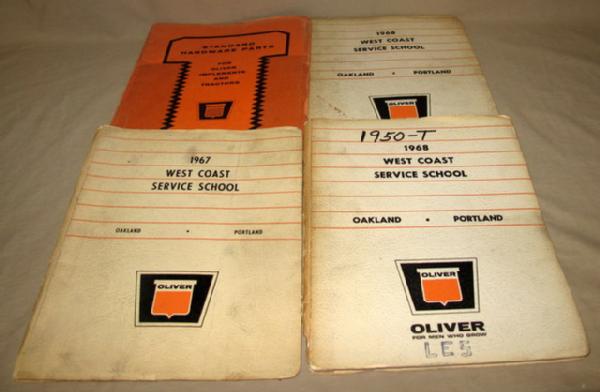 STANDARD
HARDWARE PARTS
FOR
OLIVER
IMPLEMENTS
AND
TRACTORS
OLIVER
1968
WEST COAST
SERVICE SCHOOL
OAKLAND • PORTLAND
OLIVER
1967
WEST COAST
SERVICE SCHOOL
OAKLAND • PORTLAND
OLIVER
1950-T
1968
WEST COAST
SERVICE SCHOOL
OAKLAND • PORTLAND
OLIVER
OLIVER
FOR MEN WHO GROW
LES